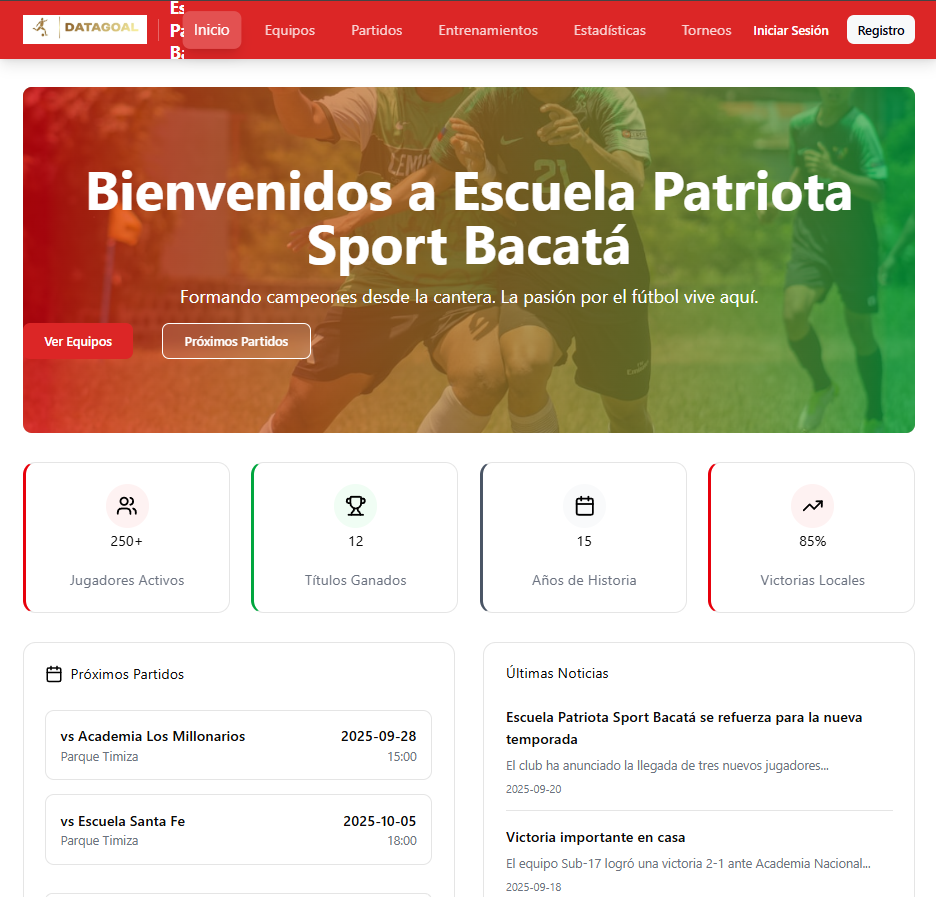 DATAGOAL
Inicio
Equipos
Partidos
Entrenamientos
Estadísticas
Torneos
Iniciar Sesión
Registro
LENUS
21
Bienvenidos a Escuela Patriota
Sport Bacatá
Formando campeones desde la cantera. La pasión por el fútbol vive aquí.
Ver Equipos
Próximos Partidos
250+
Jugadores Activos
12
Títulos Ganados
15
Años de Historia
85%
Victorias Locales
Próximos Partidos
vs Academia Los Millonarios
2025-09-28
Parque Timiza
15:00
vs Escuela Santa Fe
2025-10-05
Parque Timiza
18:00
Últimas Noticias
Escuela Patriota Sport Bacatá se refuerza para la nueva
temporada
El club ha anunciado la llegada de tres nuevos jugadores...
2025-09-20
Victoria importante en casa
El equipo Sub-17 logró una victoria 2-1 ante Academia Nacional...
2025-09-18